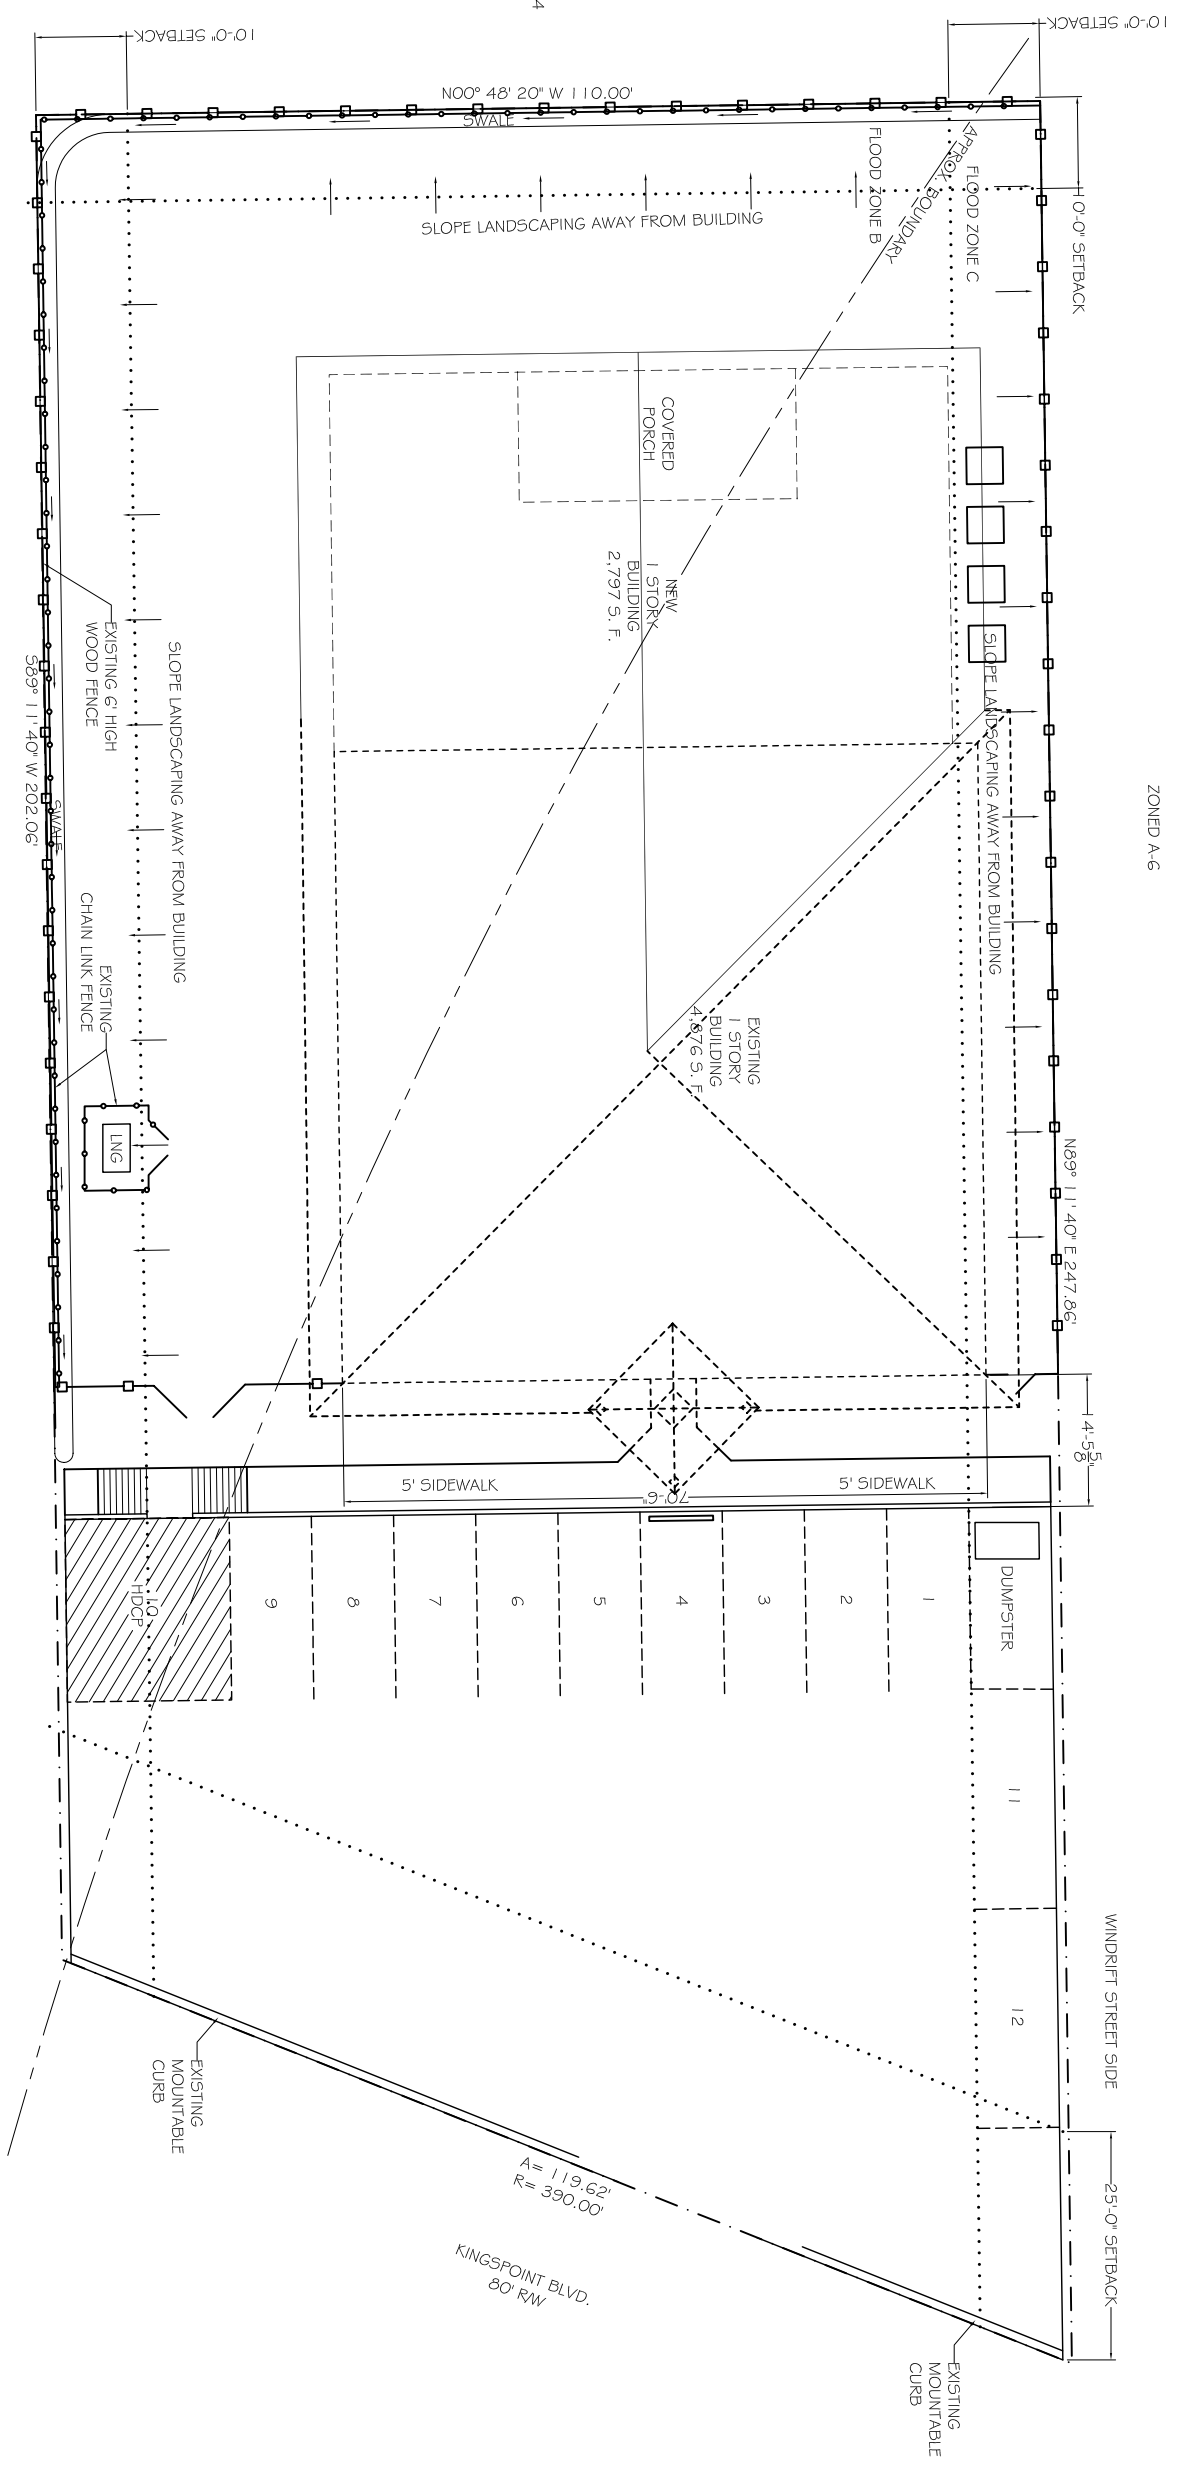 4
10'-0" SETBACK
10'-0" SETBACK
N00° 48' 20" W 110.00'
SWALE
FLOOD ZONE B
APPROX. BOUNDARY
FLOOD ZONE C
10'-0" SETBACK
SLOPE LANDSCAPING AWAY FROM BUILDING
COVERED
PORCH
NEW
1 STORY
BUILDING
2,797 S. F.
EXISTING 6' HIGH
WOOD FENCE
S89° 11' 40" W 202.06'
SWALE
SLOPE LANDSCAPING AWAY FROM BUILDING
SLOPE LANDSCAPING AWAY FROM BUILDING
ZONED A-6
EXISTING
CHAIN LINK FENCE
LNG
EXISTING
1 STORY
BUILDING
4,876 S. F.
N89° 11' 40" E 247.86'
14'-5 5/8"
5' SIDEWALK
70'-6"
5' SIDEWALK
10
HDCP
9
8
7
6
5
4
3
2
1
DUMPSTER
11
12
WINDRIFT STREET SIDE
25'-0" SETBACK
EXISTING
MOUNTABLE
CURB
A= 119.62'
R= 390.00'
KINGSPOINT BLVD.
80' R/W
EXISTING
MOUNTABLE
CURB